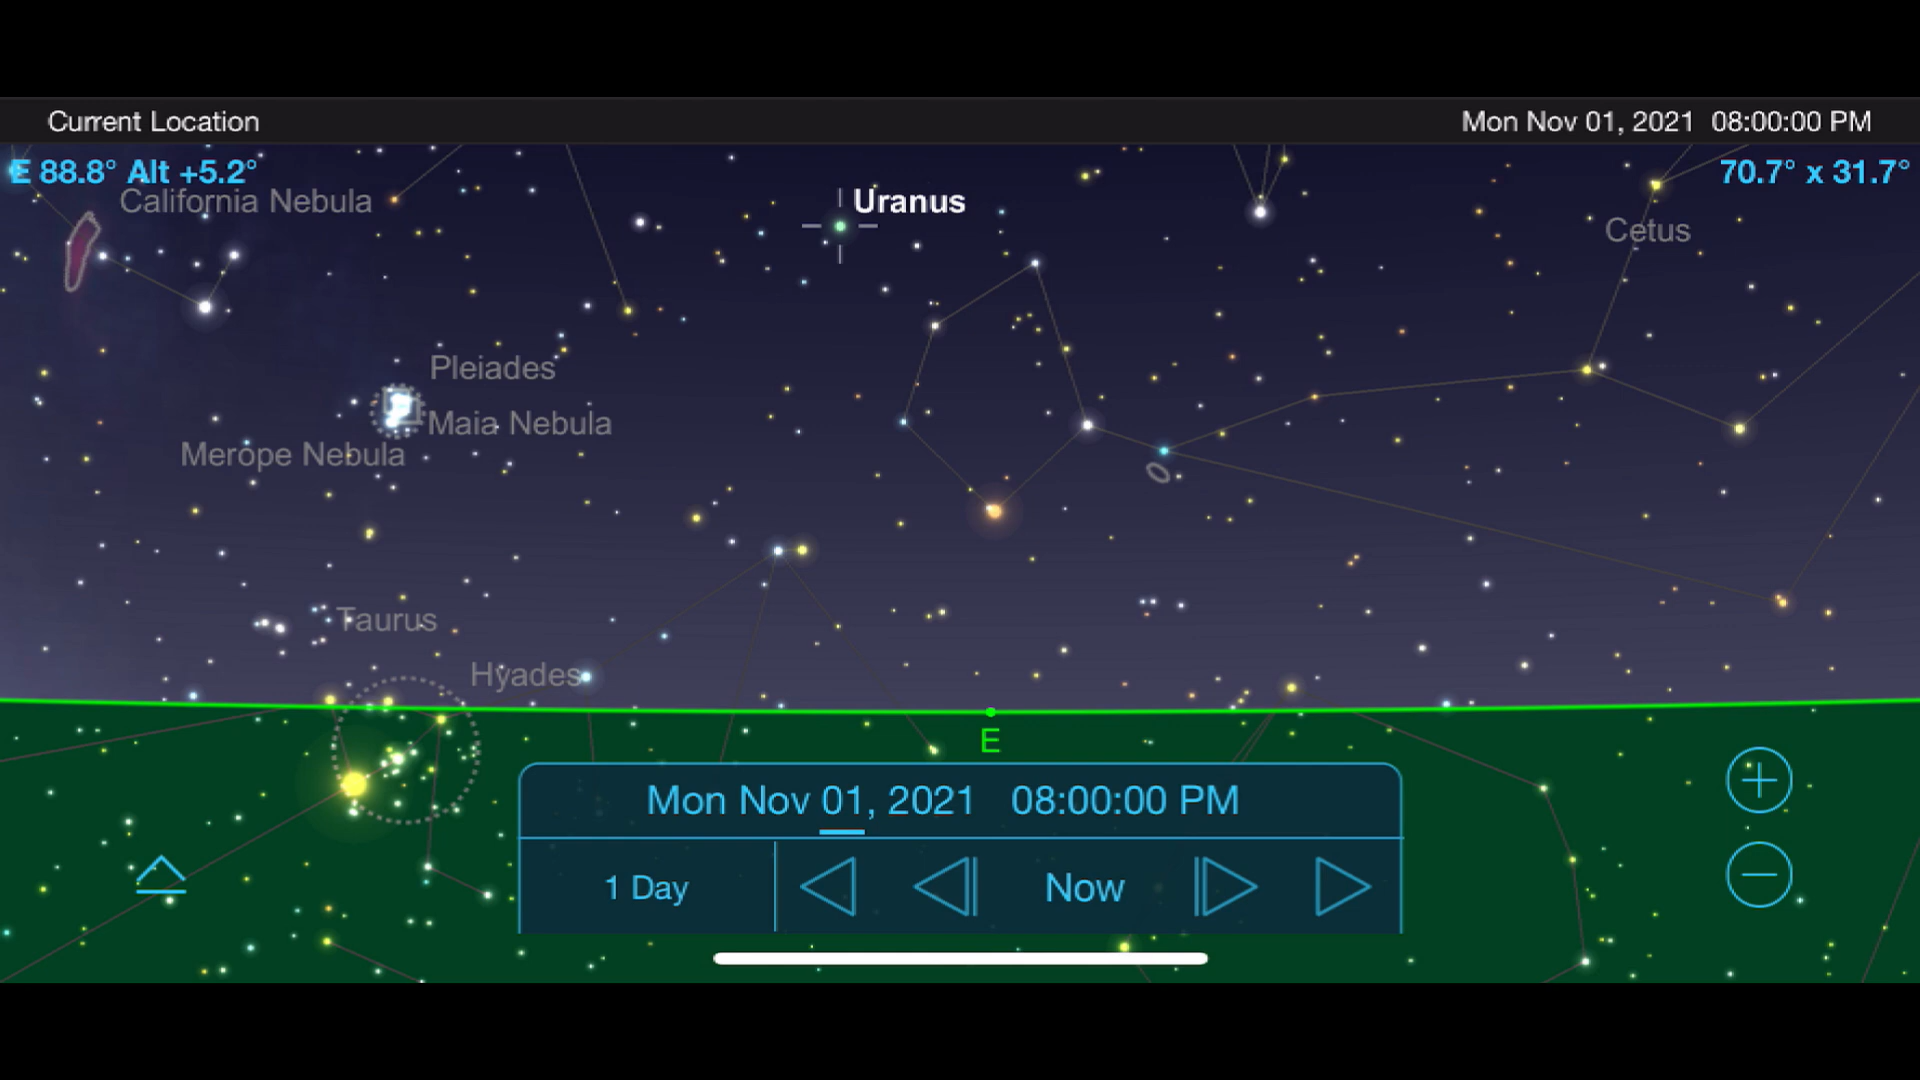 Current Location
Mon Nov 01, 2021 08:00:00 PM
E 88.8° Alt +5.2°
70.7° x 31.7°
California Nebula
Uranus
Cetus
Pleiades
Maia Nebula
Merope Nebula
Taurus
Hyades
E
Mon Nov 01, 2021 08:00:00 PM
1 Day
Now